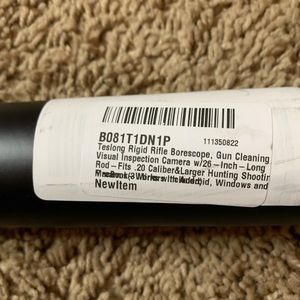 B081T1DN1P 111350822
Teslong Rigid Rifle Borescope, Gun Cleaning
Visual Inspection Camera w/26-Inch-Long
Rod-Fits .20 Caliber&Larger Hunting Shootin
Android, Windows and
NewItem